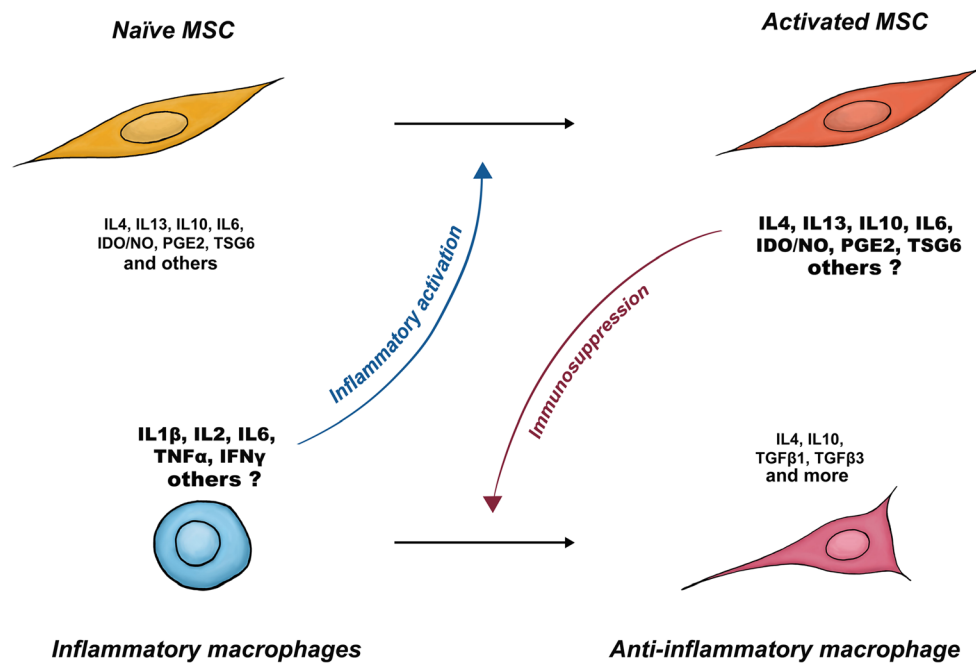 Naïve MSC
Activated MSC
IL4, IL13, IL10, IL6,
IDO/NO, PGE2, TSG6
and others
IL4, IL13, IL10, IL6,
IDO/NO, PGE2, TSG6
others ?
Inflammatory activation
Immunosuppression
IL1β, IL2, IL6,
TNFα, IFNγ
others ?
IL4, IL10,
TGFβ1, TGFβ3
and more
Inflammatory macrophages
Anti-inflammatory macrophage